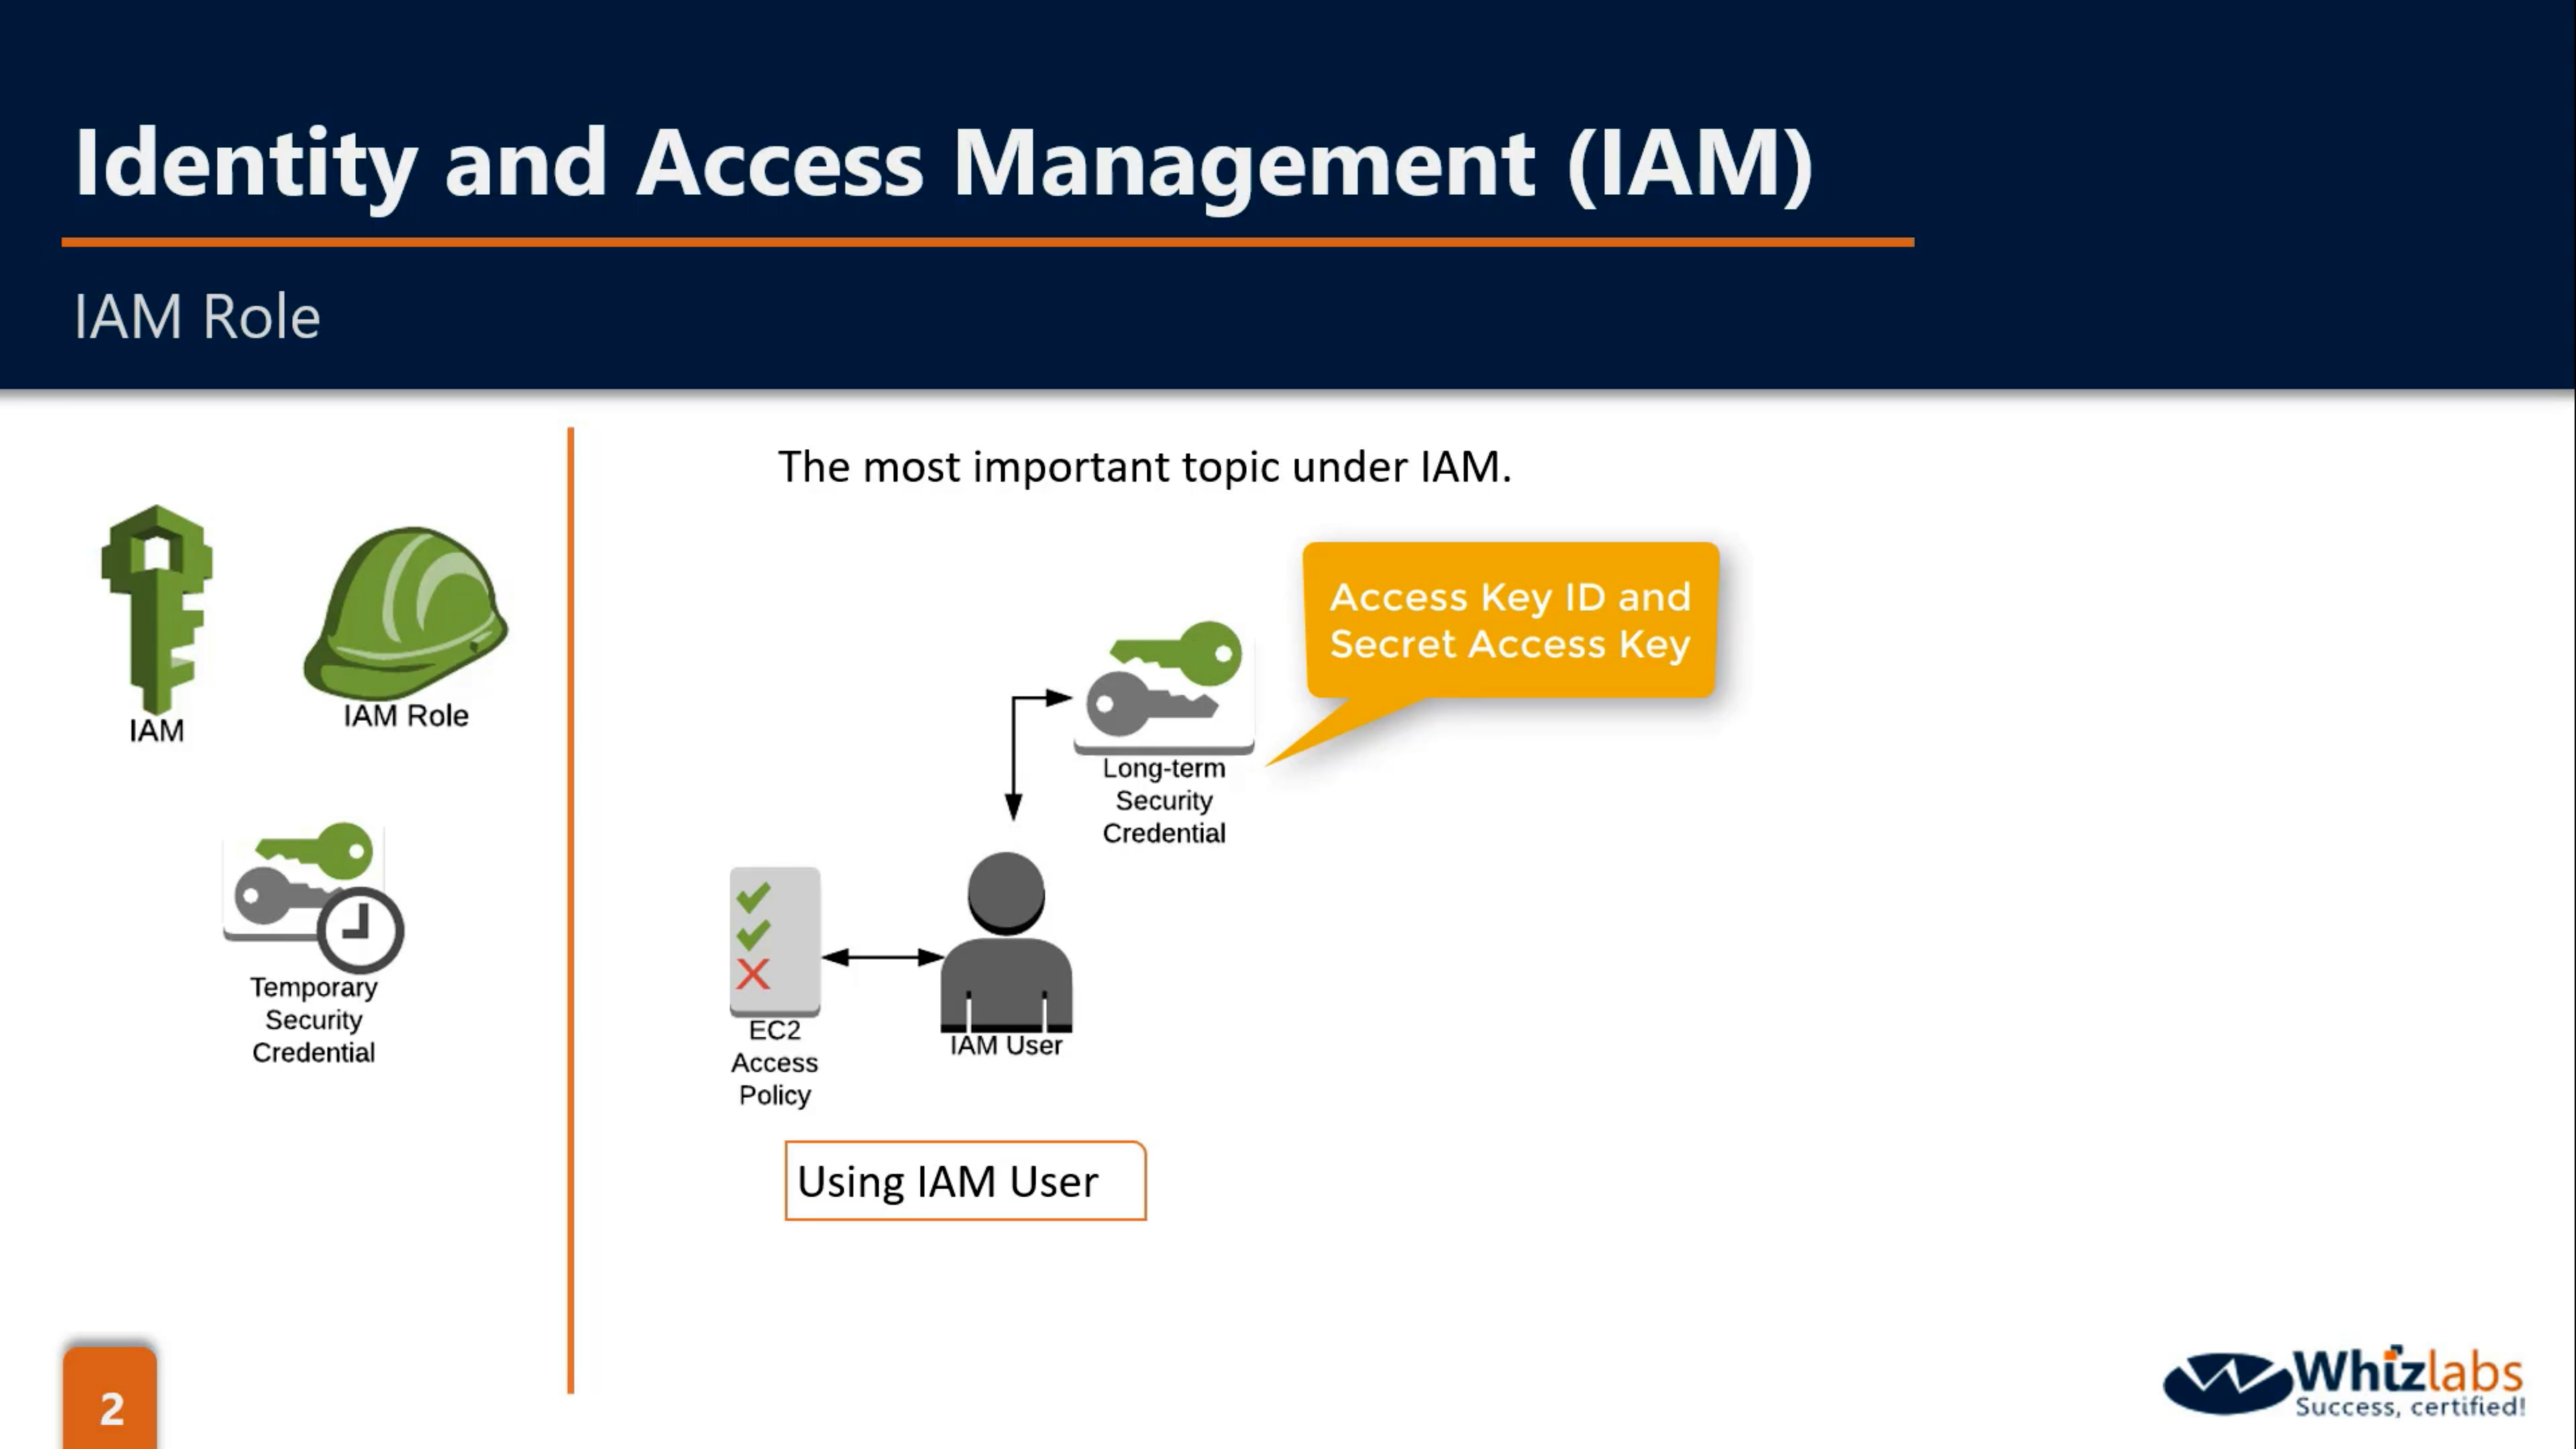 Identity and Access Management (IAM)
IAM Role
IAM
IAM Role
Temporary
Security
Credential
The most important topic under IAM.
Access Key ID and
Secret Access Key
Long-term
Security
Credential
EC2
Access
Policy
IAM User
Using IAM User
2
Whizlabs
Success, certified!